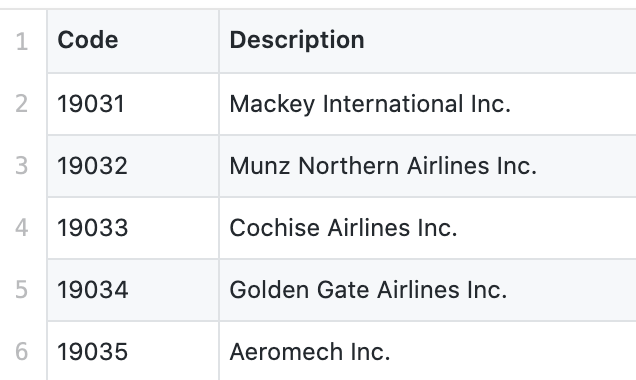 1 Code Description
2 19031 Mackey International Inc.
3 19032 Munz Northern Airlines Inc.
4 19033 Cochise Airlines Inc.
5 19034 Golden Gate Airlines Inc.
6 19035 Aeromech Inc.